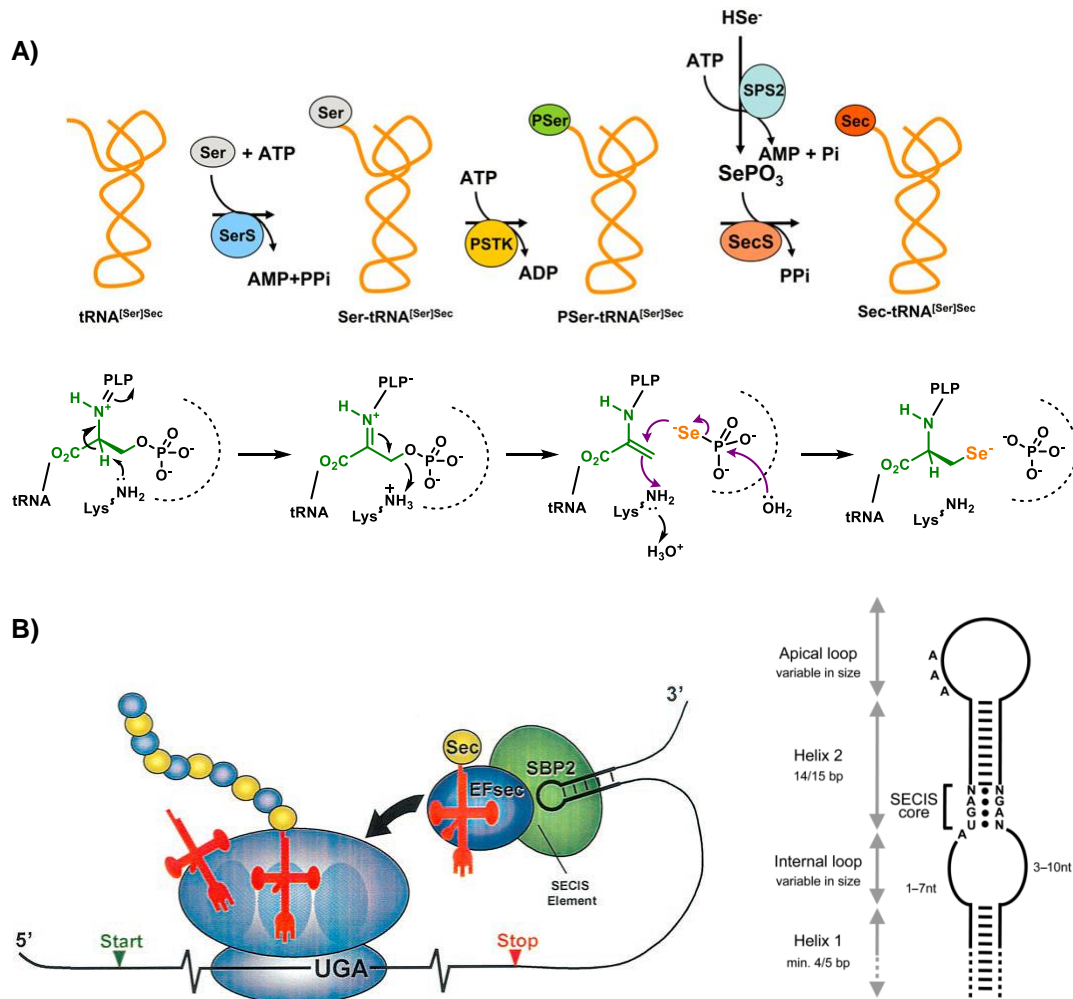 A)
HSe⁻
ATP
SPS2
AMP + Pi
SePO₃
Ser + ATP
SerS
AMP+PPi
Ser
ATP
PSTK
ADP
PSer
SecS
PPi
Sec
tRNA[Ser]Sec
Ser-tRNA[Ser]Sec
PSer-tRNA[Ser]Sec
Sec-tRNA[Ser]Sec
PLP
H
N⁺
H
O₂C
O
P
O
O⁻
O⁻
NH₂
Lys
tRNA
PLP⁻
H
N⁺
O₂C
O
P
O
O⁻
O⁻
+
NH₃
Lys
tRNA
PLP
H
N
O₂C
⁻Se
P
O
O⁻
O⁻
NH₂
Lys
tRNA
OH₂
H₃O⁺
PLP
H
N
O₂C
H
Se⁻
⁻O
P
O
O⁻
O⁻
NH₂
Lys
tRNA
B)
3’
Sec
EFsec
SBP2
SECIS
Element
5’
Start
UGA
Stop
Apical loop
variable in size
A
A
A
Helix 2
14/15 bp
SECIS
core
N N
A G
G A
U N
A
Internal loop
variable in size
1–7nt
3–10nt
Helix 1
min. 4/5 bp